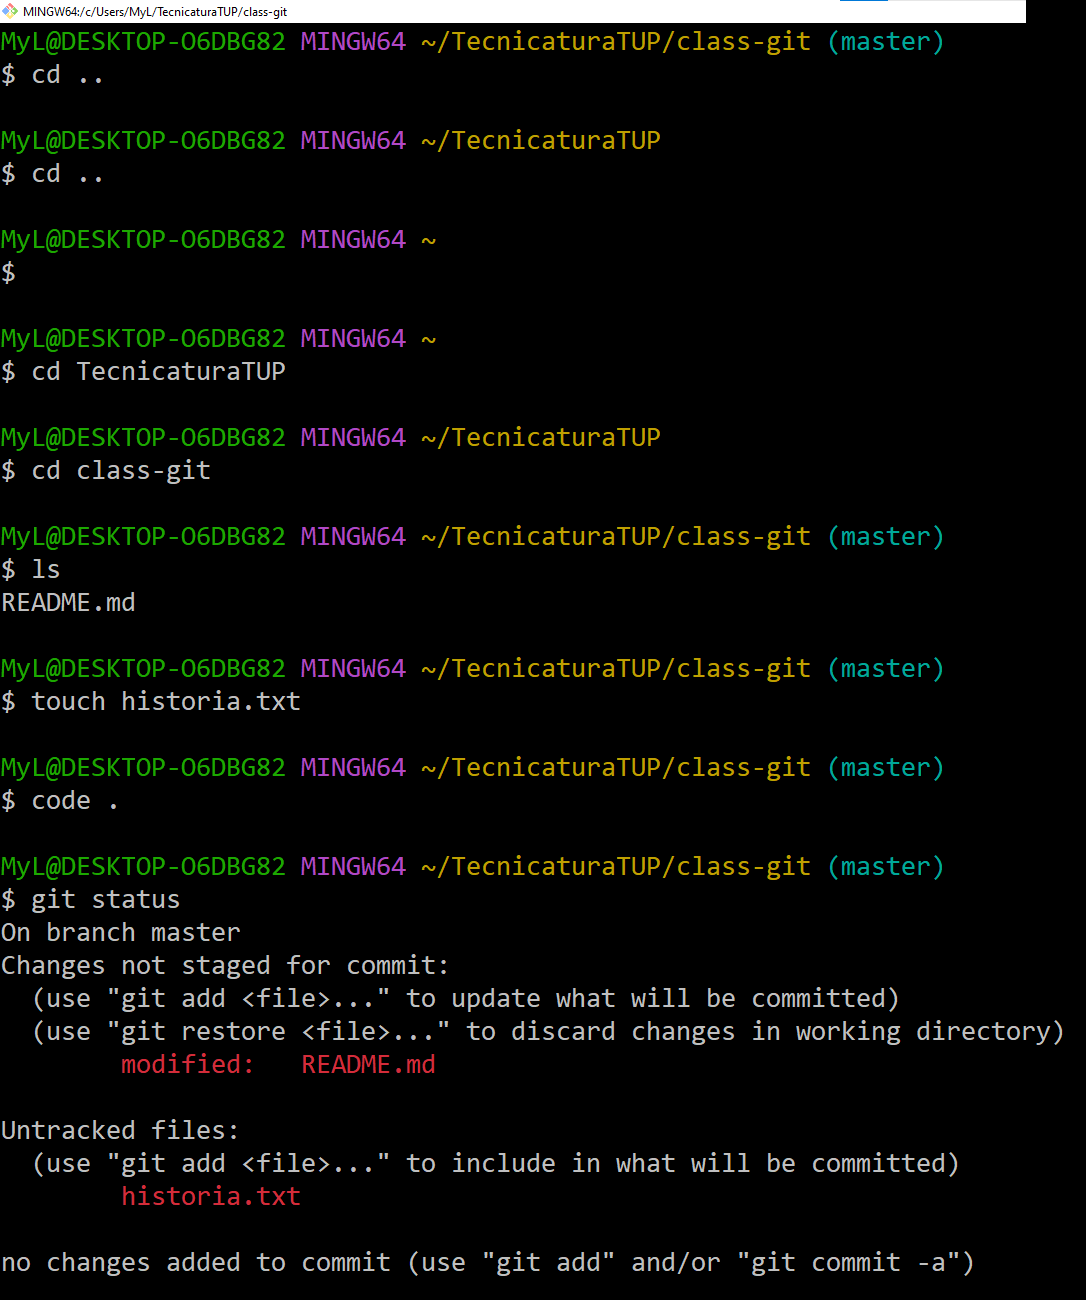 MINGW64:/c/Users/MyL/TecnicaturaTUP/class-git
MyL@DESKTOP-O6DBG82 MINGW64 ~/TecnicaturaTUP/class-git (master)
$ cd ..
MyL@DESKTOP-O6DBG82 MINGW64 ~/TecnicaturaTUP
$ cd ..
MyL@DESKTOP-O6DBG82 MINGW64 ~
$
MyL@DESKTOP-O6DBG82 MINGW64 ~
$ cd TecnicaturaTUP
MyL@DESKTOP-O6DBG82 MINGW64 ~/TecnicaturaTUP
$ cd class-git
MyL@DESKTOP-O6DBG82 MINGW64 ~/TecnicaturaTUP/class-git (master)
$ ls
README.md
MyL@DESKTOP-O6DBG82 MINGW64 ~/TecnicaturaTUP/class-git (master)
$ touch historia.txt
MyL@DESKTOP-O6DBG82 MINGW64 ~/TecnicaturaTUP/class-git (master)
$ code .
MyL@DESKTOP-O6DBG82 MINGW64 ~/TecnicaturaTUP/class-git (master)
$ git status
On branch master
Changes not staged for commit:
  (use "git add <file>..." to update what will be committed)
  (use "git restore <file>..." to discard changes in working directory)
        modified:   README.md
Untracked files:
  (use "git add <file>..." to include in what will be committed)
        historia.txt
no changes added to commit (use "git add" and/or "git commit -a")